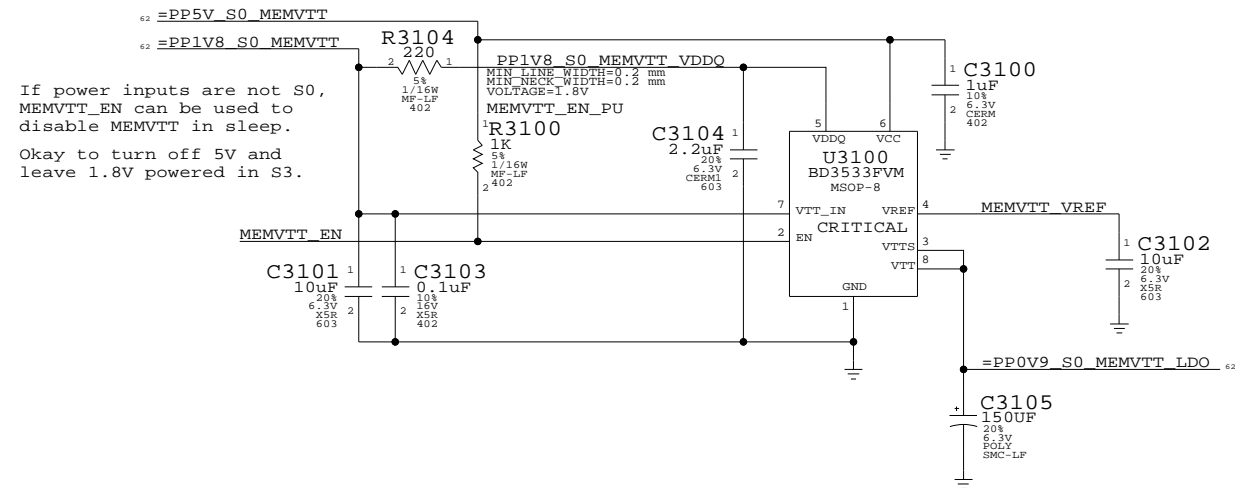 62 =PP5V_S0_MEMVTT
62 =PP1V8_S0_MEMVTT
If power inputs are not S0,
MEMVTT_EN can be used to
disable MEMVTT in sleep.
Okay to turn off 5V and
leave 1.8V powered in S3.
R3104
220
2 1
5%
1/16W
MF-LF
402
PP1V8_S0_MEMVTT_VDDQ
MIN_LINE_WIDTH=0.2 mm
MIN_NECK_WIDTH=0.2 mm
VOLTAGE=1.8V
MEMVTT_EN_PU
1
R3100
1K
5%
1/16W
MF-LF
402
2
C3104
1
2.2uF
20%
6.3V
CERM1
603
2
1
C3100
1uF
10%
6.3V
CERM
402
2
5 6
VDDQ VCC
U3100
BD3533FVM
MSOP-8
CRITICAL
7 VTT_IN
2 EN
VREF 4
VTTS 3
VTT 8
GND
1
MEMVTT_EN
MEMVTT_VREF
C3101
1
10uF
20%
6.3V
X5R
603
2
1
C3103
0.1uF
10%
16V
X5R
402
2
1
C3102
10uF
20%
6.3V
X5R
603
2
=PP0V9_S0_MEMVTT_LDO 62
+
C3105
150UF
20%
6.3V
POLY
SMC-LF